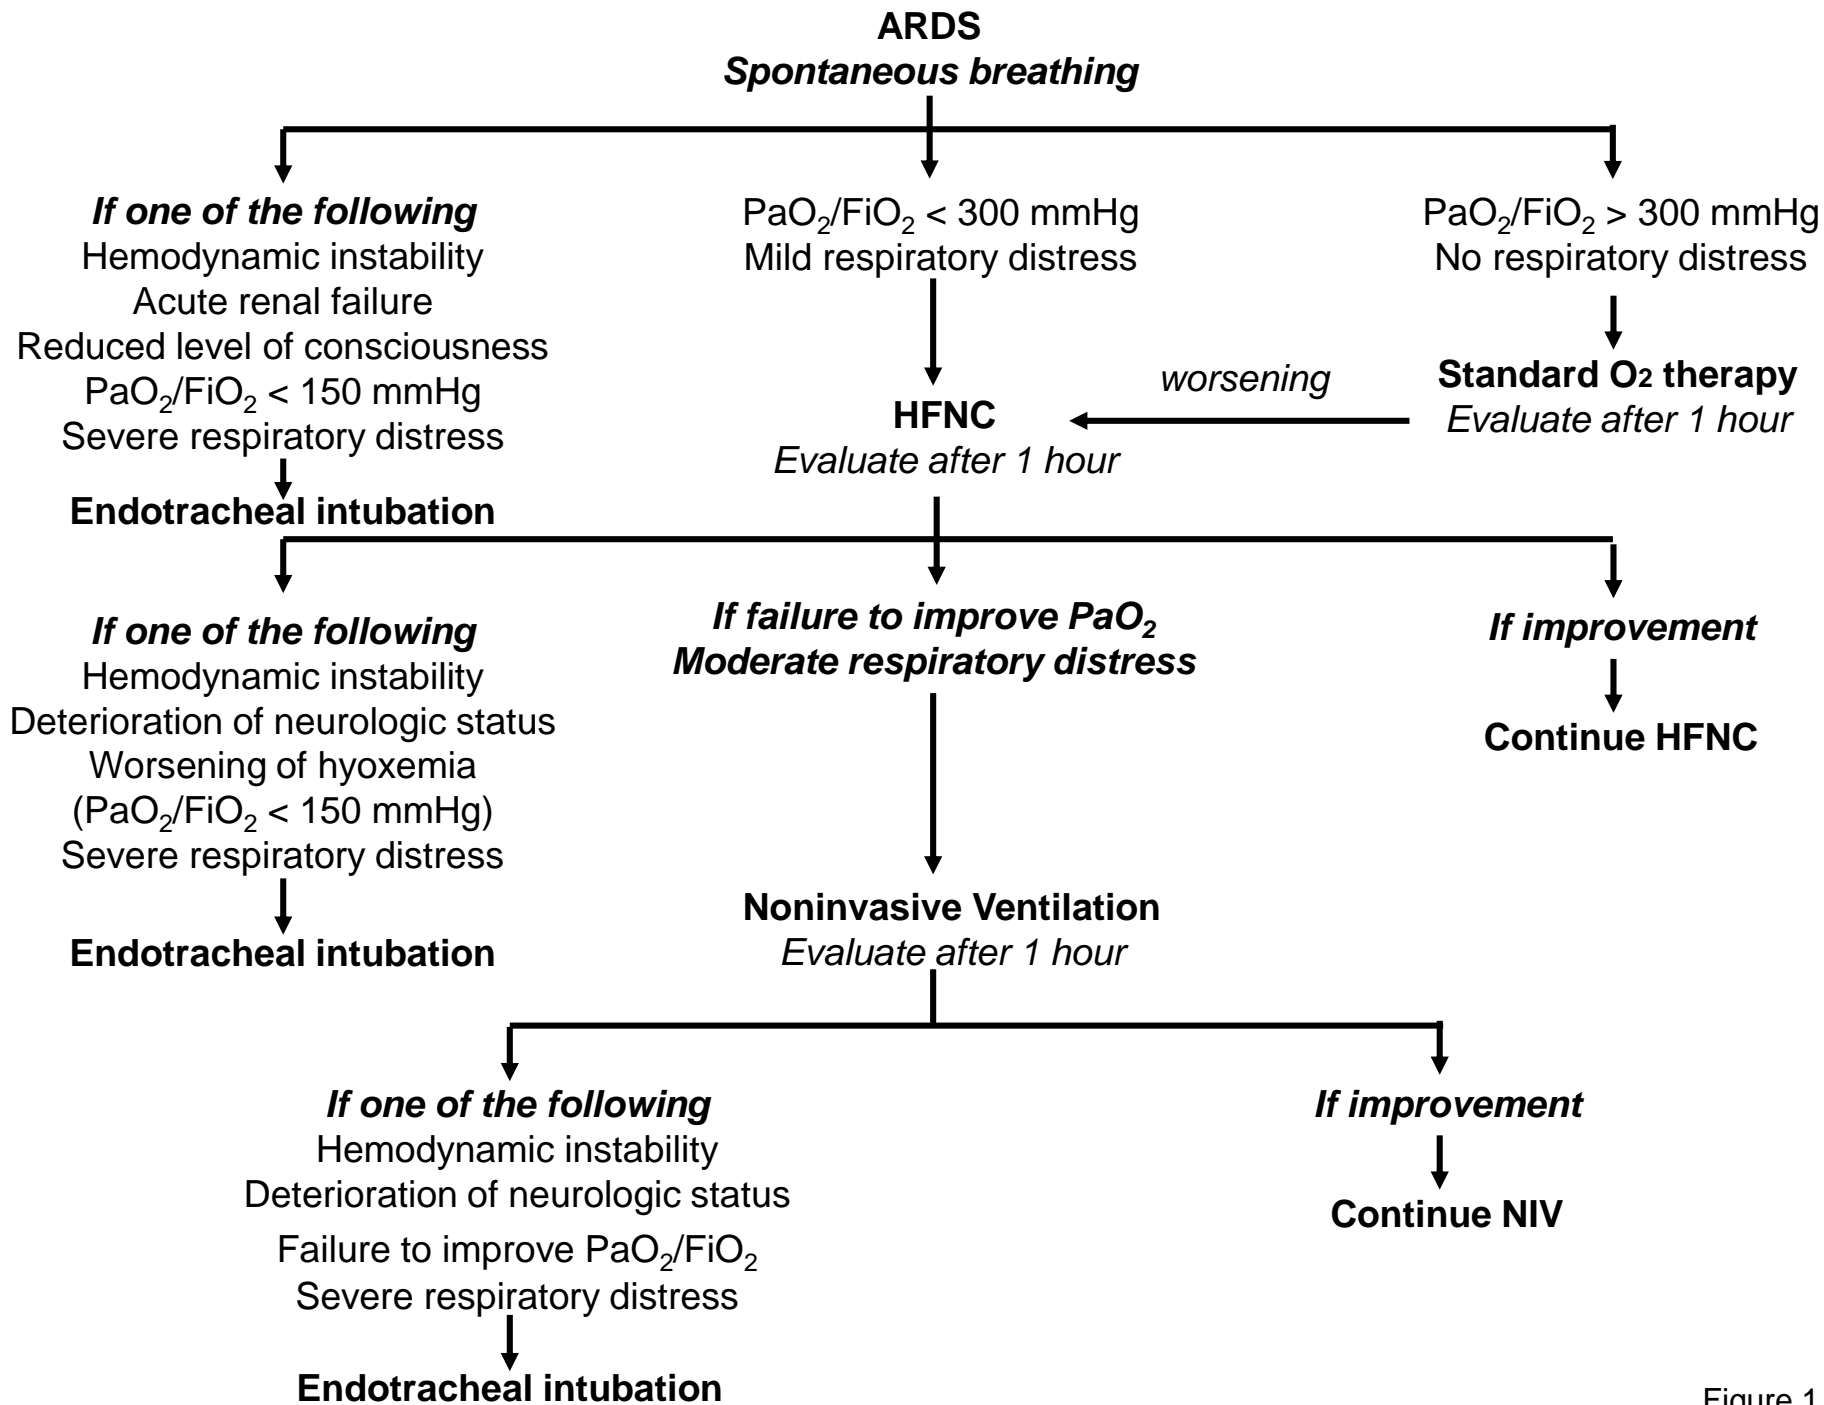 ARDS
Spontaneous breathing
If one of the following
Hemodynamic instability
Acute renal failure
Reduced level of consciousness
PaO₂/FiO₂ < 150 mmHg
Severe respiratory distress
Endotracheal intubation
PaO₂/FiO₂ < 300 mmHg
Mild respiratory distress
HFNC
Evaluate after 1 hour
PaO₂/FiO₂ > 300 mmHg
No respiratory distress
Standard O2 therapy
Evaluate after 1 hour
worsening
If one of the following
Hemodynamic instability
Deterioration of neurologic status
Worsening of hyoxemia
(PaO₂/FiO₂ < 150 mmHg)
Severe respiratory distress
Endotracheal intubation
If failure to improve PaO₂
Moderate respiratory distress
Noninvasive Ventilation
Evaluate after 1 hour
If improvement
Continue HFNC
If one of the following
Hemodynamic instability
Deterioration of neurologic status
Failure to improve PaO₂/FiO₂
Severe respiratory distress
Endotracheal intubation
If improvement
Continue NIV
Figure 1